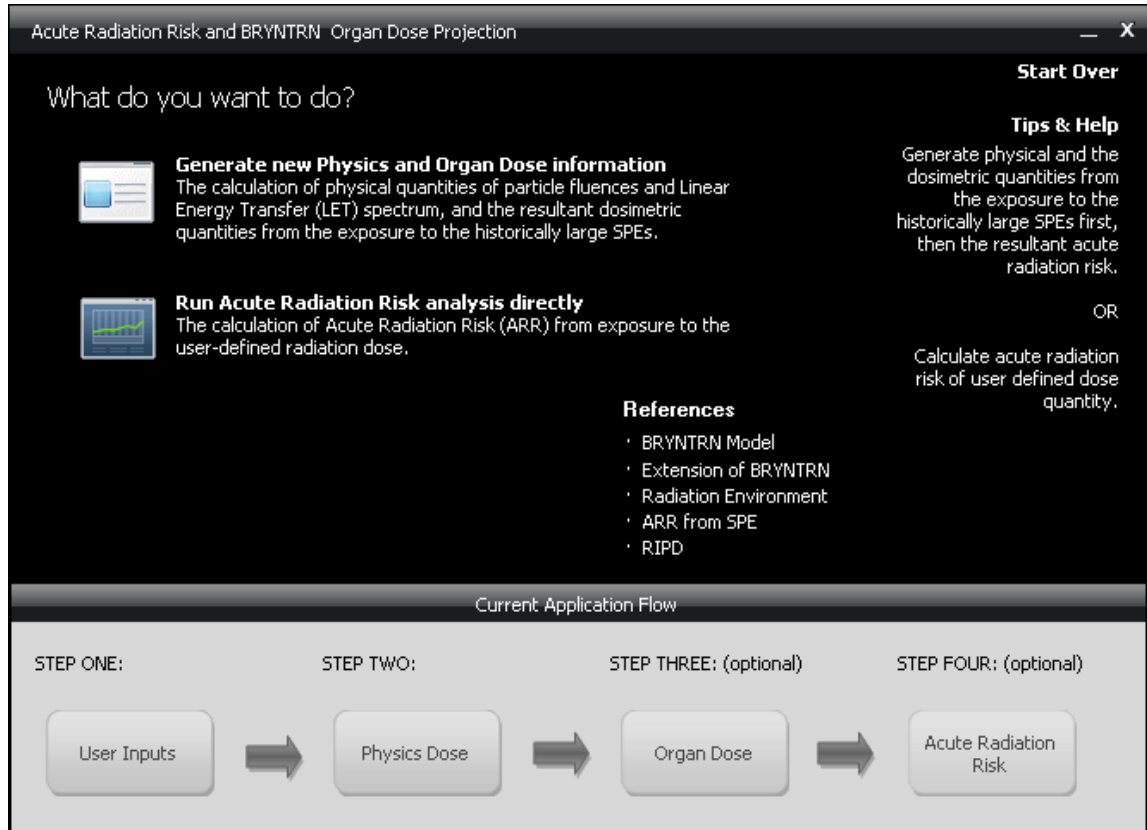 Acute Radiation Risk and BRYNTRN Organ Dose Projection
X
What do you want to do?
Generate new Physics and Organ Dose information
The calculation of physical quantities of particle fluences and Linear
Energy Transfer (LET) spectrum, and the resultant dosimetric
quantities from the exposure to the historically large SPEs.
Run Acute Radiation Risk analysis directly
The calculation of Acute Radiation Risk (ARR) from exposure to the
user-defined radiation dose.
References
· BRYNTRN Model
· Extension of BRYNTRN
· Radiation Environment
· ARR from SPE
· RIPD
Start Over
Tips & Help
Generate physical and the
dosimetric quantities from
the exposure to the
historically large SPEs first,
then the resultant acute
radiation risk.
OR
Calculate acute radiation
risk of user defined dose
quantity.
Current Application Flow
STEP ONE:
STEP TWO:
STEP THREE: (optional)
STEP FOUR: (optional)
User Inputs
Physics Dose
Organ Dose
Acute Radiation
Risk